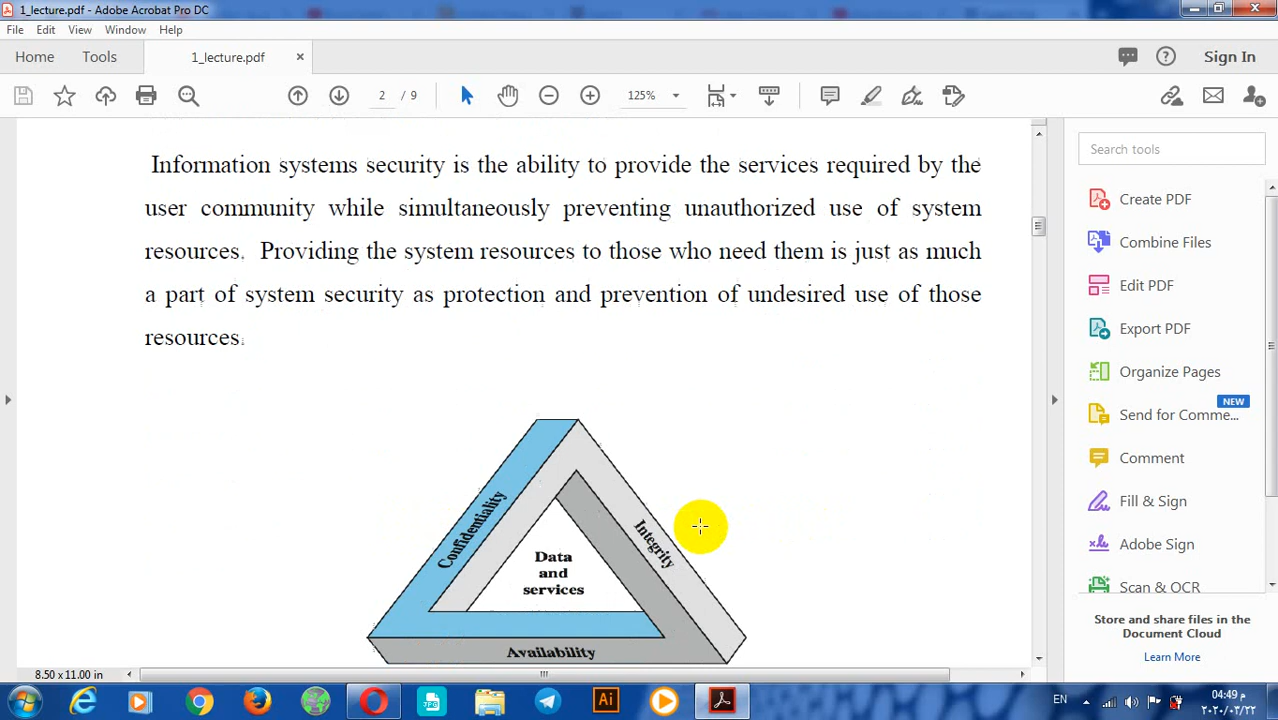 1_lecture.pdf - Adobe Acrobat Pro DC
File Edit View Window Help
Home Tools 1_lecture.pdf × Sign In
2 / 9 125%
Information systems security is the ability to provide the services required by the
user community while simultaneously preventing unauthorized use of system
resources. Providing the system resources to those who need them is just as much
a part of system security as protection and prevention of undesired use of those
resources.
Confidentiality
Integrity
Data
and
services
Availability
Search tools
Create PDF
Combine Files
Edit PDF
Export PDF
Organize Pages
NEW
Send for Comme...
Comment
Fill & Sign
Adobe Sign
Scan & OCR
Store and share files in the
Document Cloud
Learn More
8.50 x 11.00 in
JPG Ai EN
04:49 م
٢٠٢٠/٠٣/٢٢